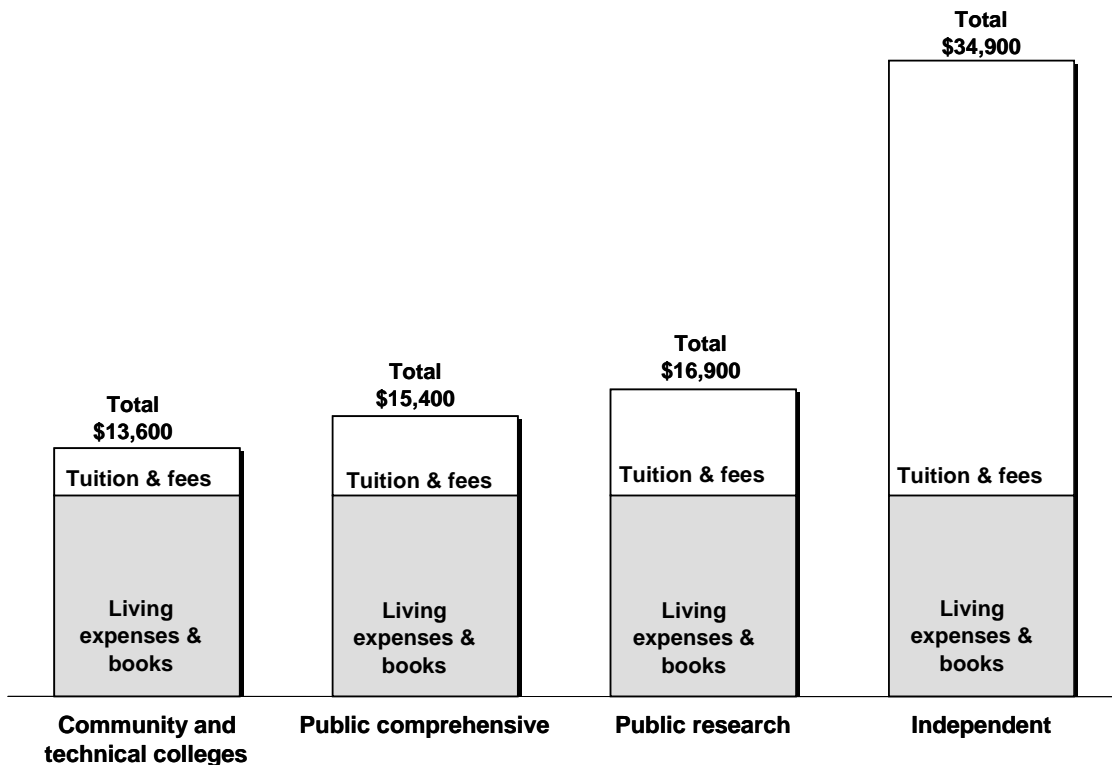 Total
$34,900
Total
$16,900
Total
$15,400
Total
$13,600
Tuition & fees
Tuition & fees
Tuition & fees
Tuition & fees
Living
expenses &
books
Living
expenses &
books
Living
expenses &
books
Living
expenses &
books
Community and
technical colleges
Public comprehensive
Public research
Independent